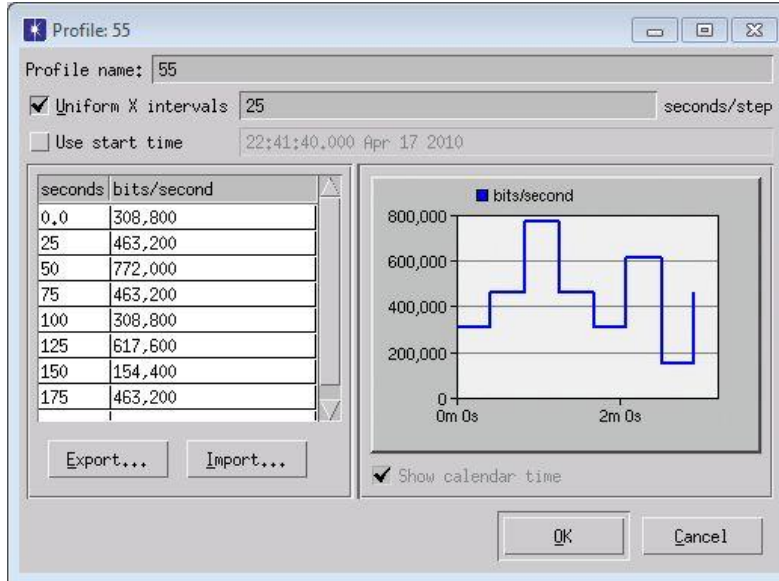 Profile: 55
Profile name: 55
Uniform X intervals 25 seconds/step
Use start time 22:41:40.000 Apr 17 2010
seconds bits/second
0.0 308,800
25 463,200
50 772,000
75 463,200
100 308,800
125 617,600
150 154,400
175 463,200
Export... Import...
bits/second
800,000
600,000
400,000
200,000
0
0m 0s 2m 0s
Show calendar time
OK Cancel